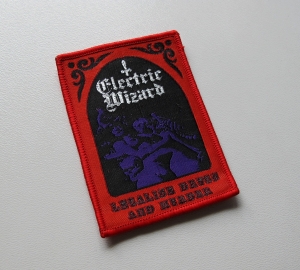 Electric
Wizard
LEGALISE DRUGS
AND MURDER